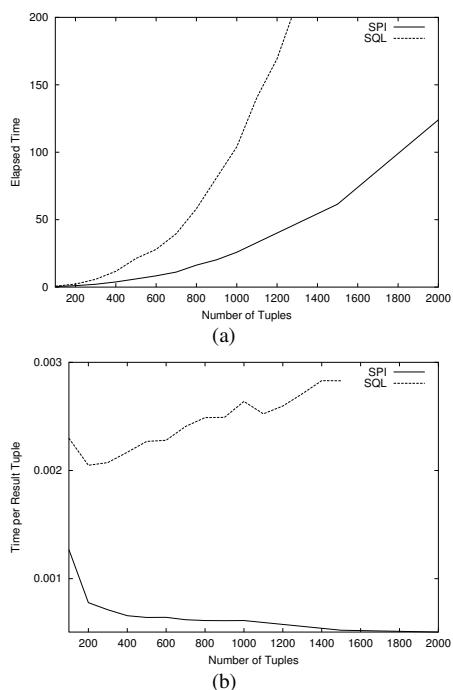 200
150
100
50
0
Elapsed Time
SPI
SQL
200 400 600 800 1000 1200 1400 1600 1800 2000
Number of Tuples
(a)
0.003
0.002
0.001
Time per Result Tuple
SPI
SQL
200 400 600 800 1000 1200 1400 1600 1800 2000
Number of Tuples
(b)